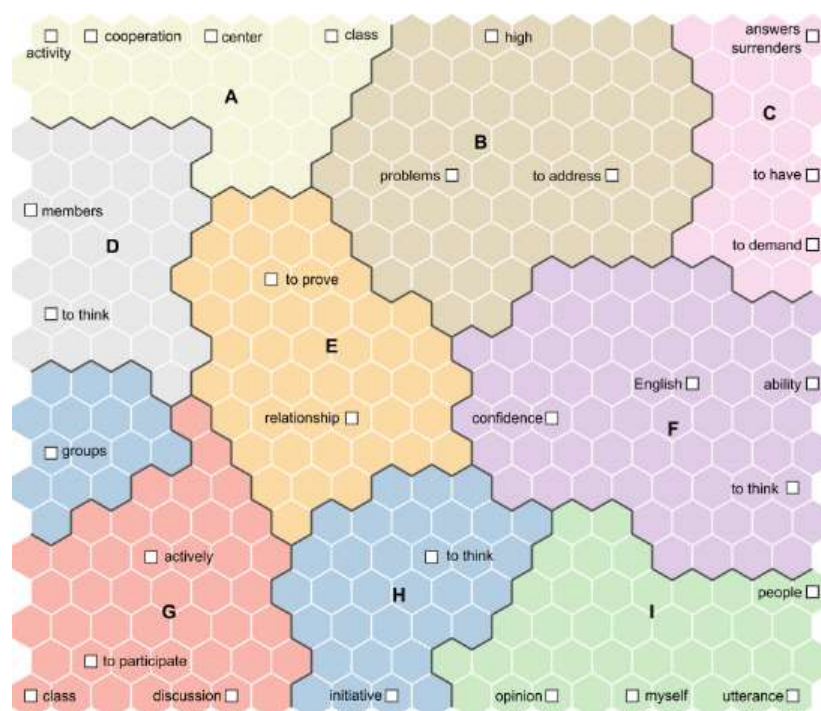 cooperation
center
class
high
answers
surrenders
activity
A
B
C
problems
to address
to have
members
D
to demand
to prove
to think
E
English
ability
relationship
confidence
F
groups
to think
actively
to think
people
G
H
I
to participate
class
discussion
initiative
opinion
myself
utterance